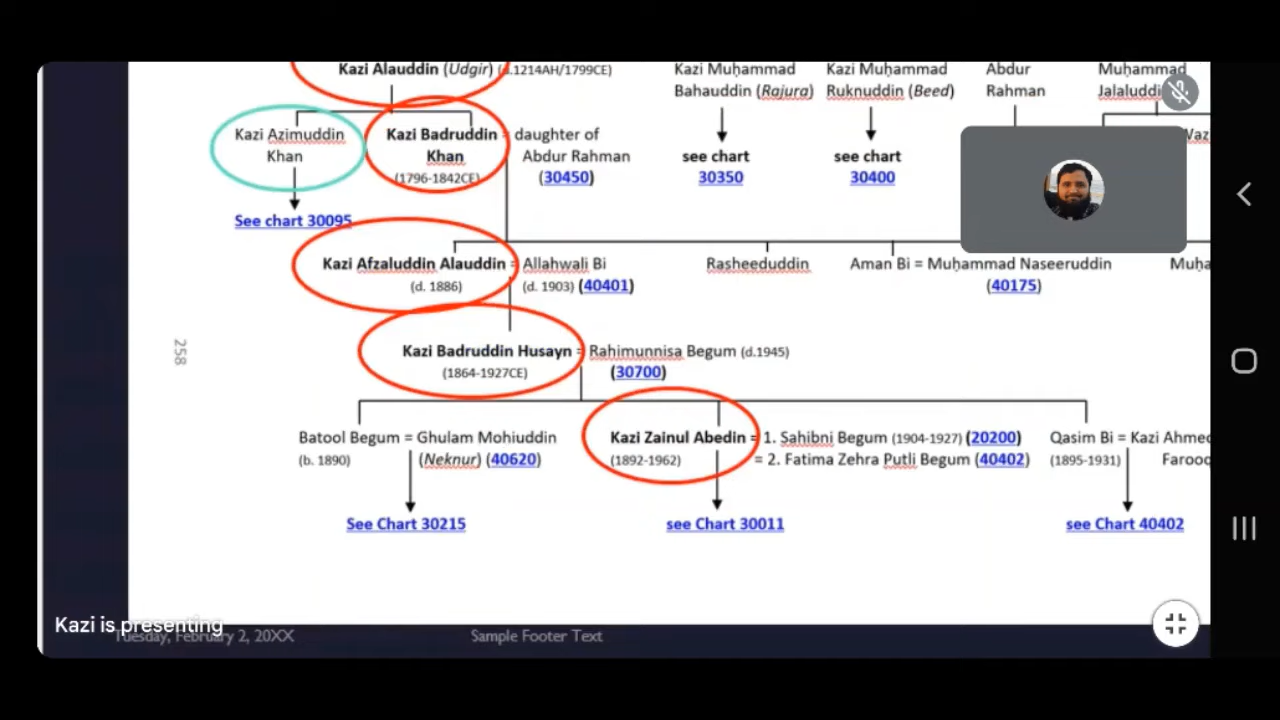 Kazi Alauddin (Udgir) (d.1214AH/1799CE)
Kazi Muḥammad
Bahauddin (Rajura)
Kazi Muḥammad
Ruknuddin (Beed)
Abdur
Rahman
Muḥammad
Kazi Azimuddin
Khan
Kazi Badruddin
Khan
(1796-1842CE)
= daughter of
Abdur Rahman
(30450)
see chart
30350
see chart
30400
See chart 30095
Kazi Afzaluddin Alauddin = Allahwali Bi
(d. 1886)
(d. 1903) (40401)
Rasheeduddin
Aman Bi = Muḥammad Naseeruddin
(40175)
258
Kazi Badruddin Husayn = Rahimunnisa Begum (d.1945)
(1864-1927CE)
(30700)
Batool Begum = Ghulam Mohiuddin
(b. 1890)
(Neknur) (40620)
Kazi Zainul Abedin = 1. Sahibni Begum (1904-1927) (20200)
(1892-1962)
= 2. Fatima Zehra Putli Begum (40402)
Qasim Bi = Kazi Ahmed
(1895-1931)
Farooq
See Chart 30215
see Chart 30011
see Chart 40402
Kazi is presenting
Tuesday, February 2, 20XX
Sample Footer Text